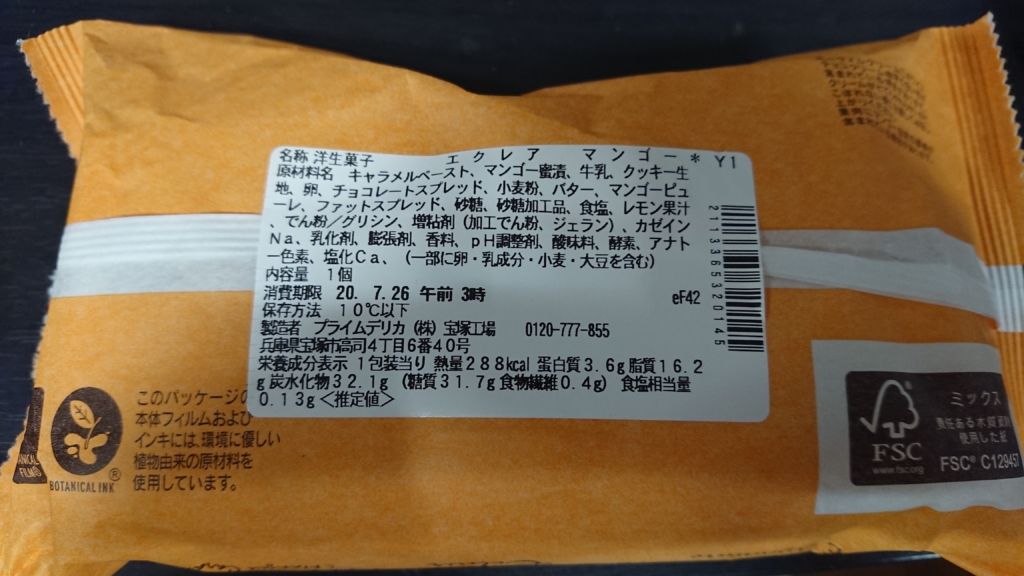 名称 洋生菓子 エクレア マンゴー* Y1
原材料名 キャラメルベースト、マンゴー蜜漬、牛乳、クッキー生
地、卵、チョコレートスプレッド、小麦粉、バター、マンゴーピュ
ーレ、ファットスプレッド、砂糖、砂糖加工品、食塩、レモン果汁
、でん粉/グリシン、増粘剤(加工でん粉、ジェラン)、カゼイン
Na、乳化剤、膨張剤、香料、pH調整剤、酸味料、酵素、アナト
ー色素、塩化Ca、(一部に卵・乳成分・小麦・大豆を含む)
内容量 1個
消費期限 20. 7.26 午前 3時 eF42
保存方法 10℃以下
製造者 プライムデリカ(株)宝塚工場 0120-777-855
兵庫県宝塚市高司4丁目6番40号
栄養成分表示 1包装当り 熱量288kcal 蛋白質3.6g 脂質16.2
g 炭水化物32.1g (糖質31.7g 食物繊維0.4g) 食塩相当量
0.13g<推定値>
2113365320145
このパッケージの
本体フィルムおよび
インキには、環境に優しい
植物由来の原材料を
使用しています。
BOTANICAL INK®
FSC
www.fsc.org
ミックス
責任ある木質資源
使用した紙
FSC® C129457